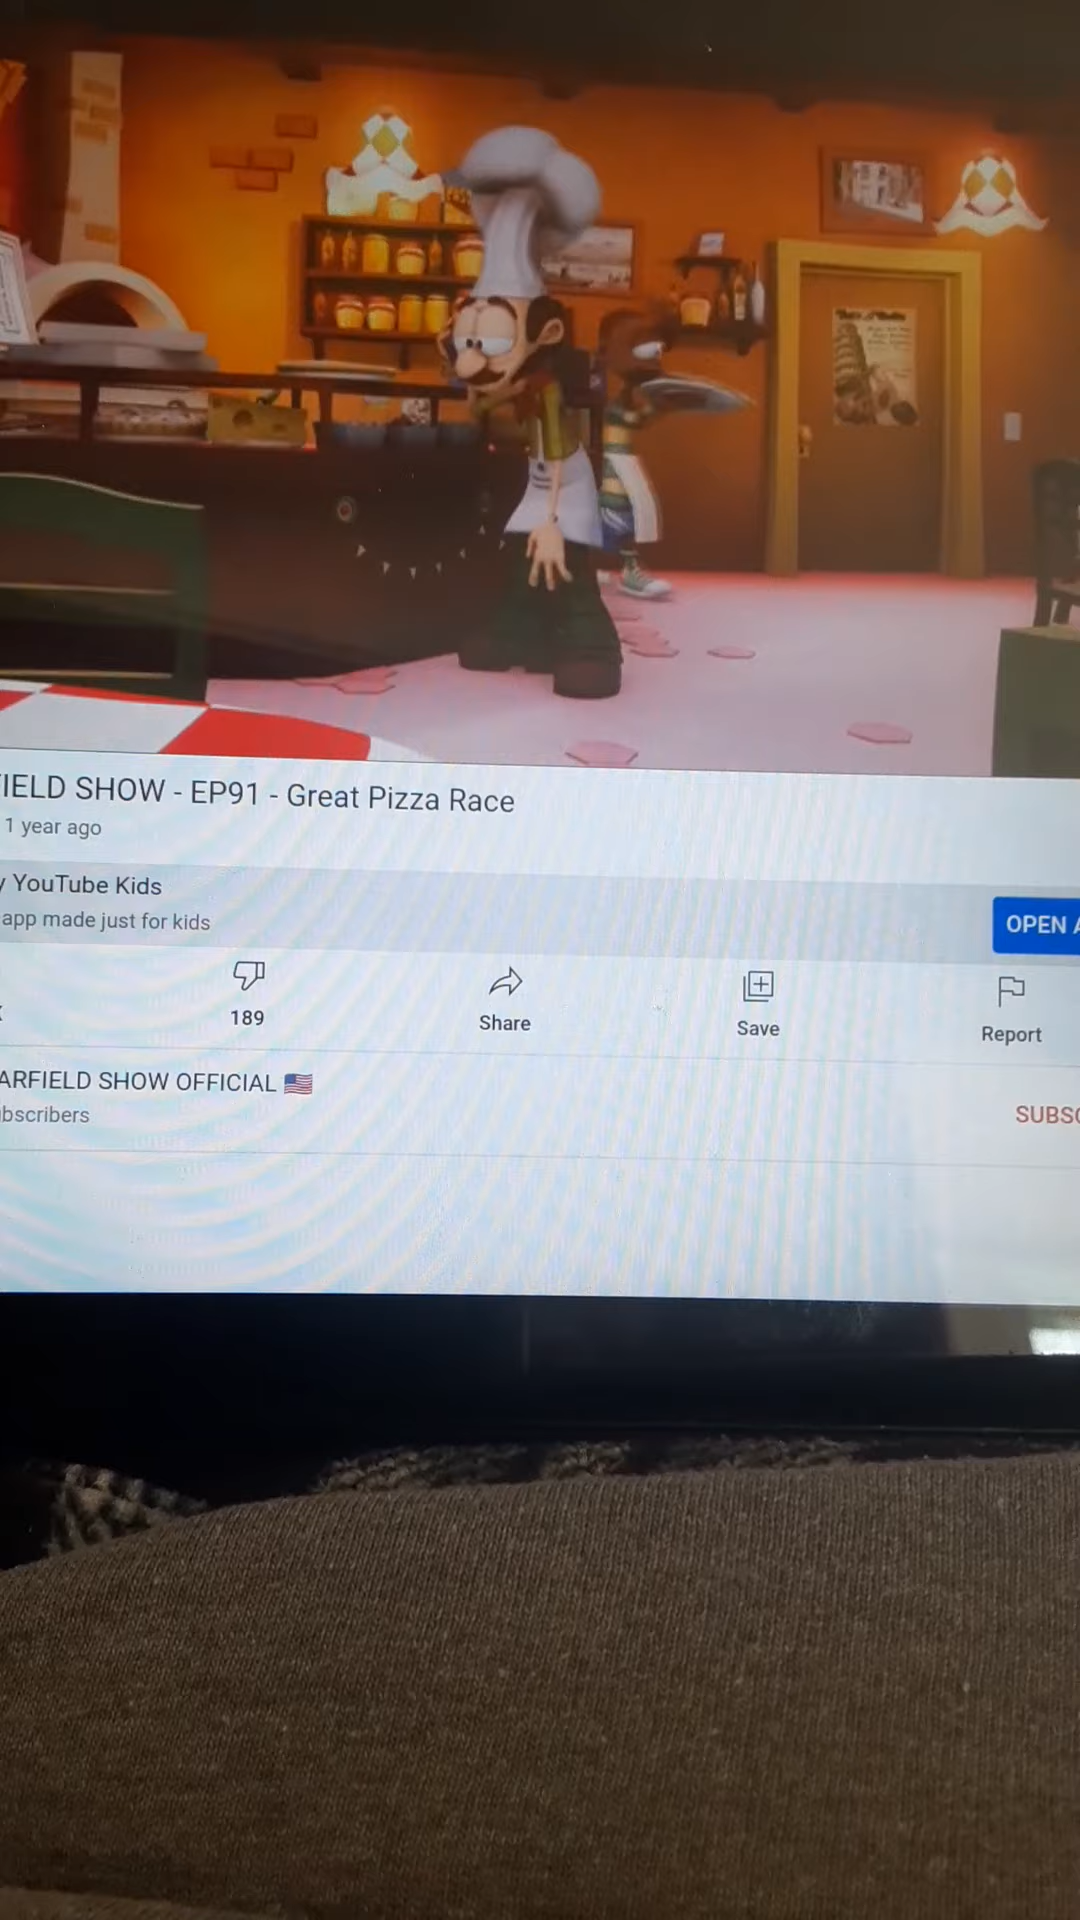 IELD SHOW - EP91 - Great Pizza Race
1 year ago
YouTube Kids
app made just for kids
OPEN
189
Share
Save
Report
ARFIELD SHOW OFFICIAL
bscribers
SUBSC